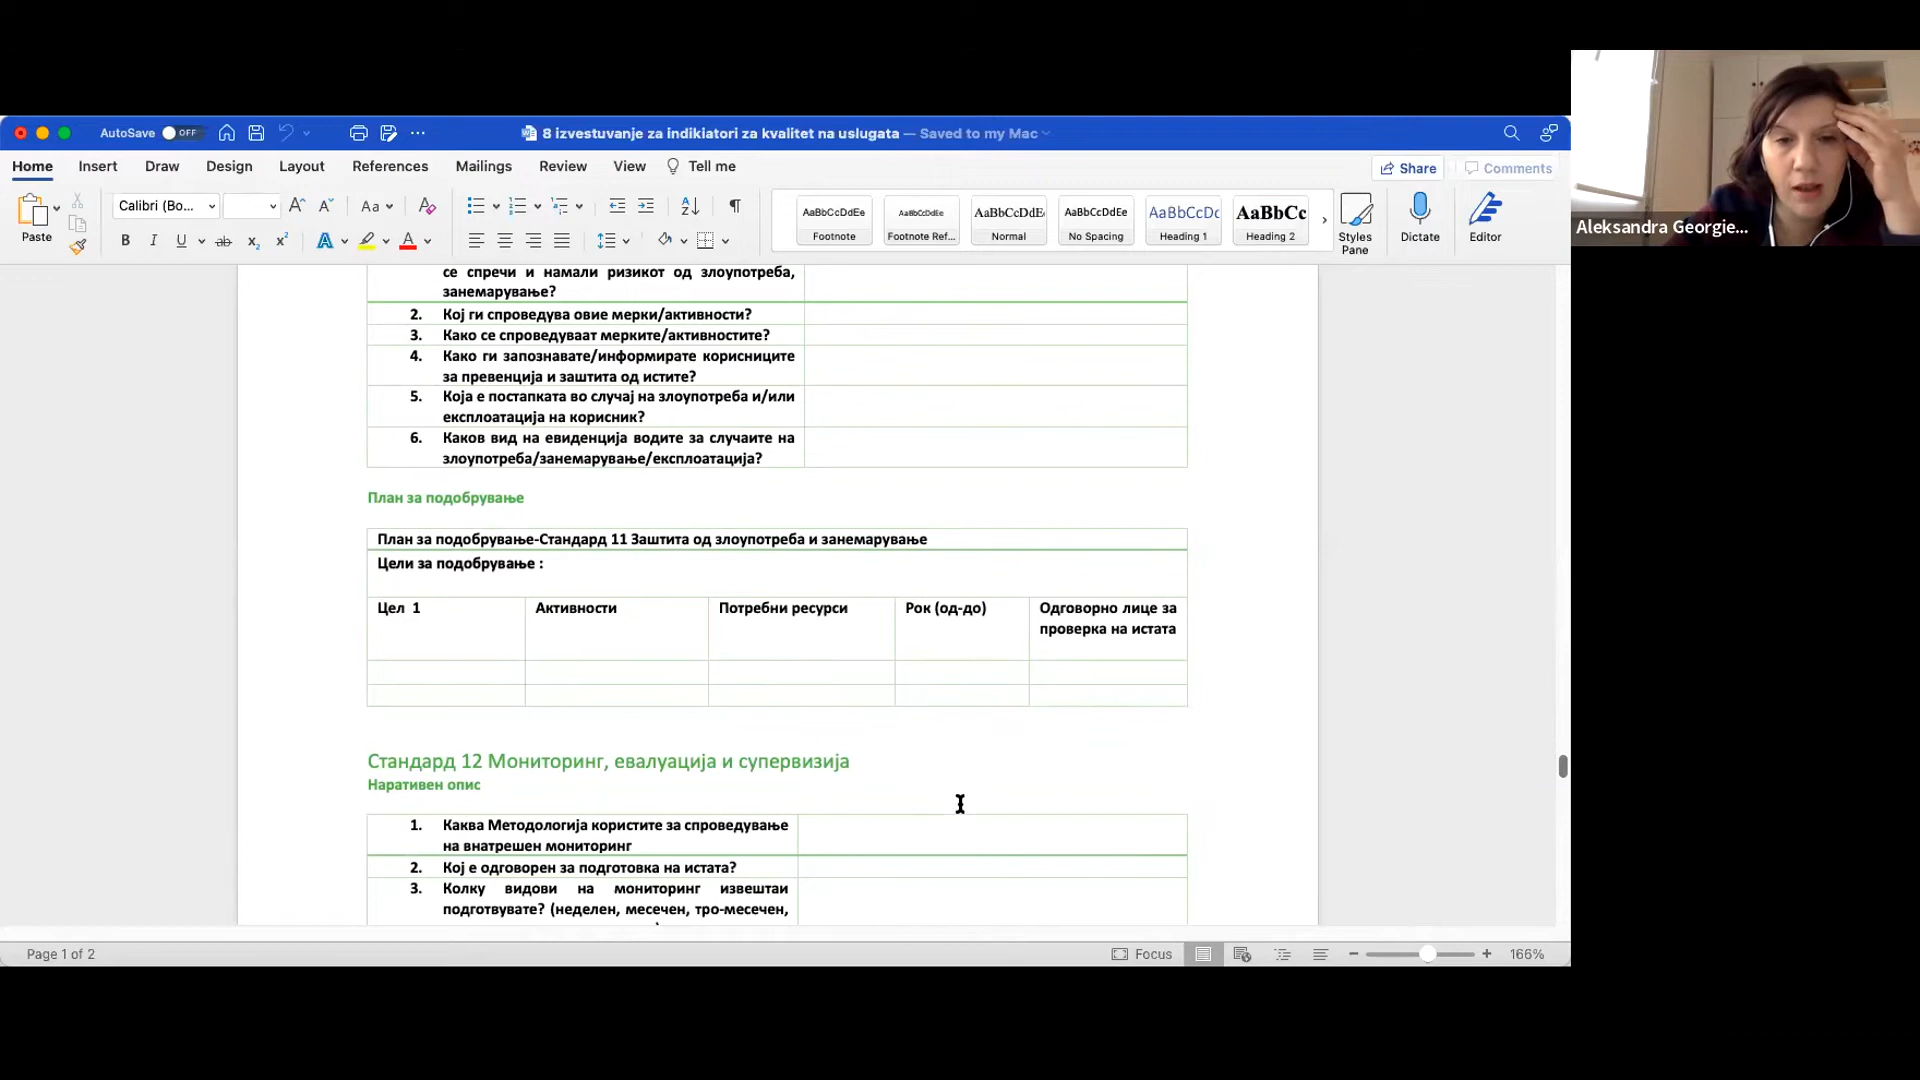 AutoSave OFF
8 izvestuvanje za indikiatori za kvalitet na uslugata — Saved to my Mac
Home Insert Draw Design Layout References Mailings Review View Tell me
Share Comments
Paste
Calibri (Bo...
AaBbCcDdEe AaBbCcDdEe AaBbCcDdE AaBbCcDdEe AaBbCcDc AaBbCc
Footnote Footnote Ref... Normal No Spacing Heading 1 Heading 2
Styles Pane
Dictate
Editor
Aleksandra Georgie...
се спречи и намали ризикот од злоупотреба,
занемарување?
2. Кој ги спроведува овие мерки/активности?
3. Како се спроведуваат мерките/активностите?
4. Како ги запознавате/информирате корисниците
за превенција и заштита од истите?
5. Која е постапката во случај на злоупотреба и/или
експлоатација на корисник?
6. Каков вид на евиденција водите за случаите на
злоупотреба/занемарување/експлоатација?
План за подобрување
План за подобрување-Стандард 11 Заштита од злоупотреба и занемарување
Цели за подобрување :
Цел 1 Активности Потребни ресурси Рок (од-до) Одговорно лице за
проверка на истата
Стандард 12 Мониторинг, евалуација и супервизија
Наративен опис
1. Каква Методологија користите за спроведување
на внатрешен мониторинг
2. Кој е одговорен за подготовка на истата?
3. Колку видови на мониторинг извештаи
подготвувате? (неделен, месечен, тро-месечен,
Page 1 of 2
Focus
166%